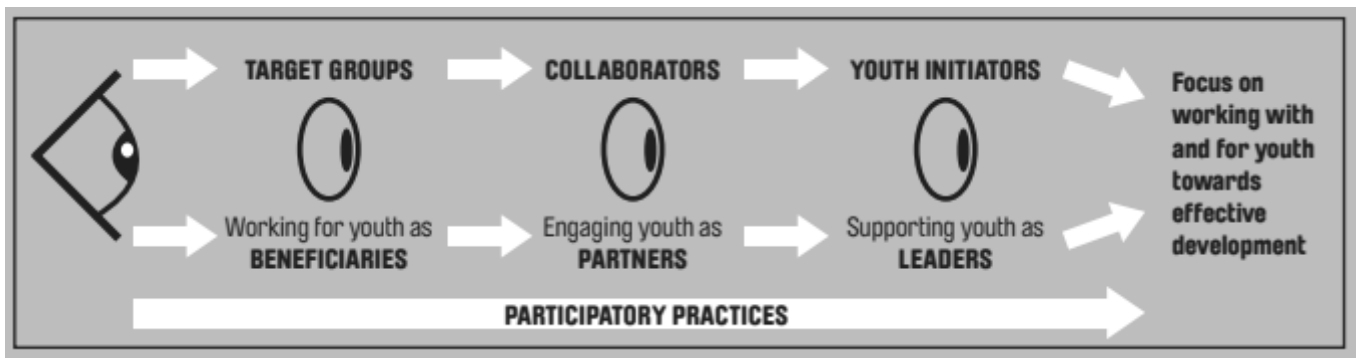 TARGET GROUPS
COLLABORATORS
YOUTH INITIATORS
Working for youth as
BENEFICIARIES
Engaging youth as
PARTNERS
Supporting youth as
LEADERS
Focus on
working with
and for youth
towards
effective
development
PARTICIPATORY PRACTICES